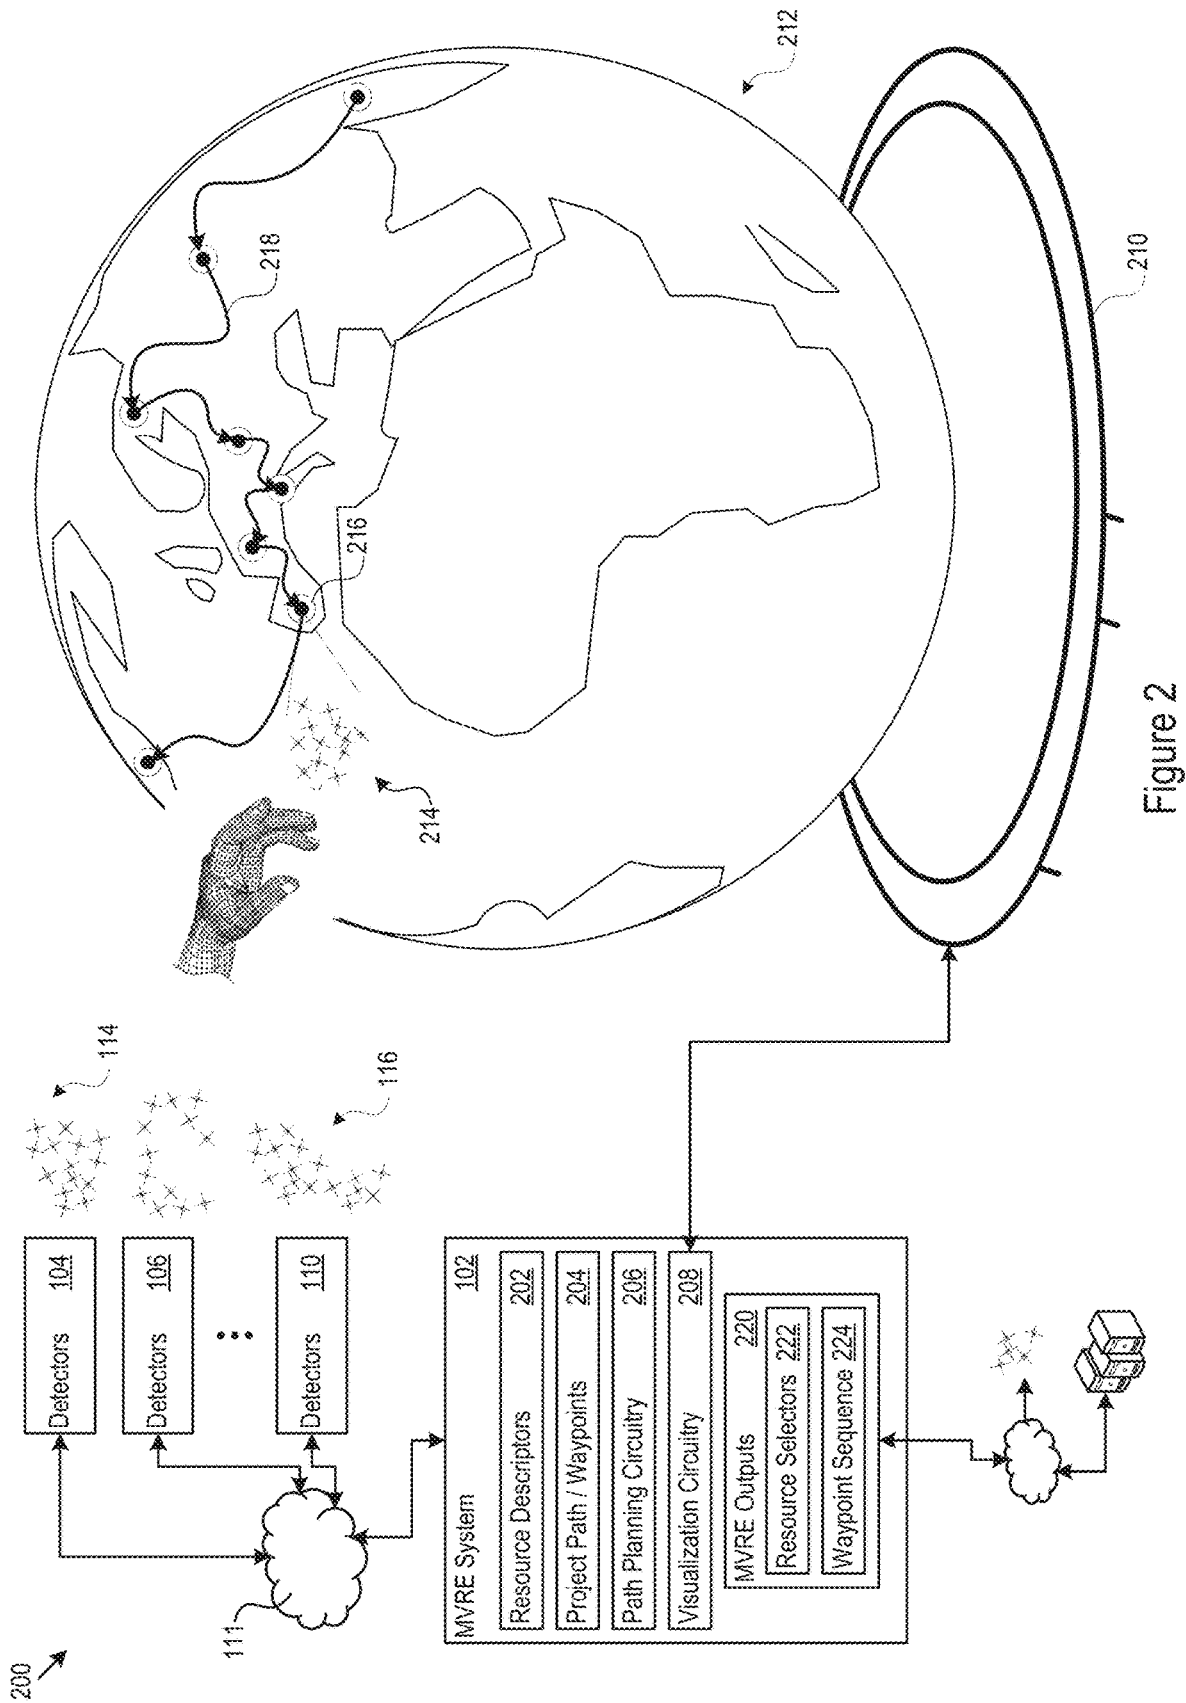 200
111
Detectors 104
Detectors 106
Detectors 110
114
116
MVRE System 102
Resource Descriptors 202
Project Path / Waypoints 204
Path Planning Circuitry 206
Visualization Circuitry 208
MVRE Outputs 220
Resource Selectors 222
Waypoint Sequence 224
214
216
218
212
210
Figure 2